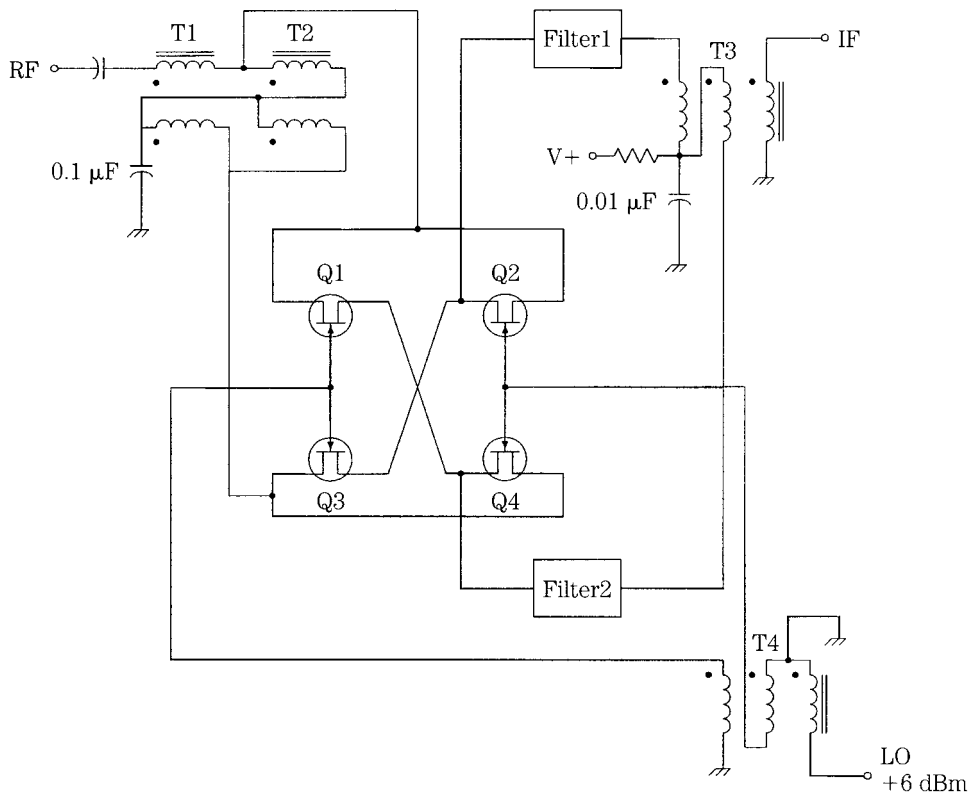 T1
T2
RF
0.1 μF
Filter1
T3
IF
V+
0.01 μF
Q1
Q2
Q3
Q4
Filter2
T4
LO
+6 dBm